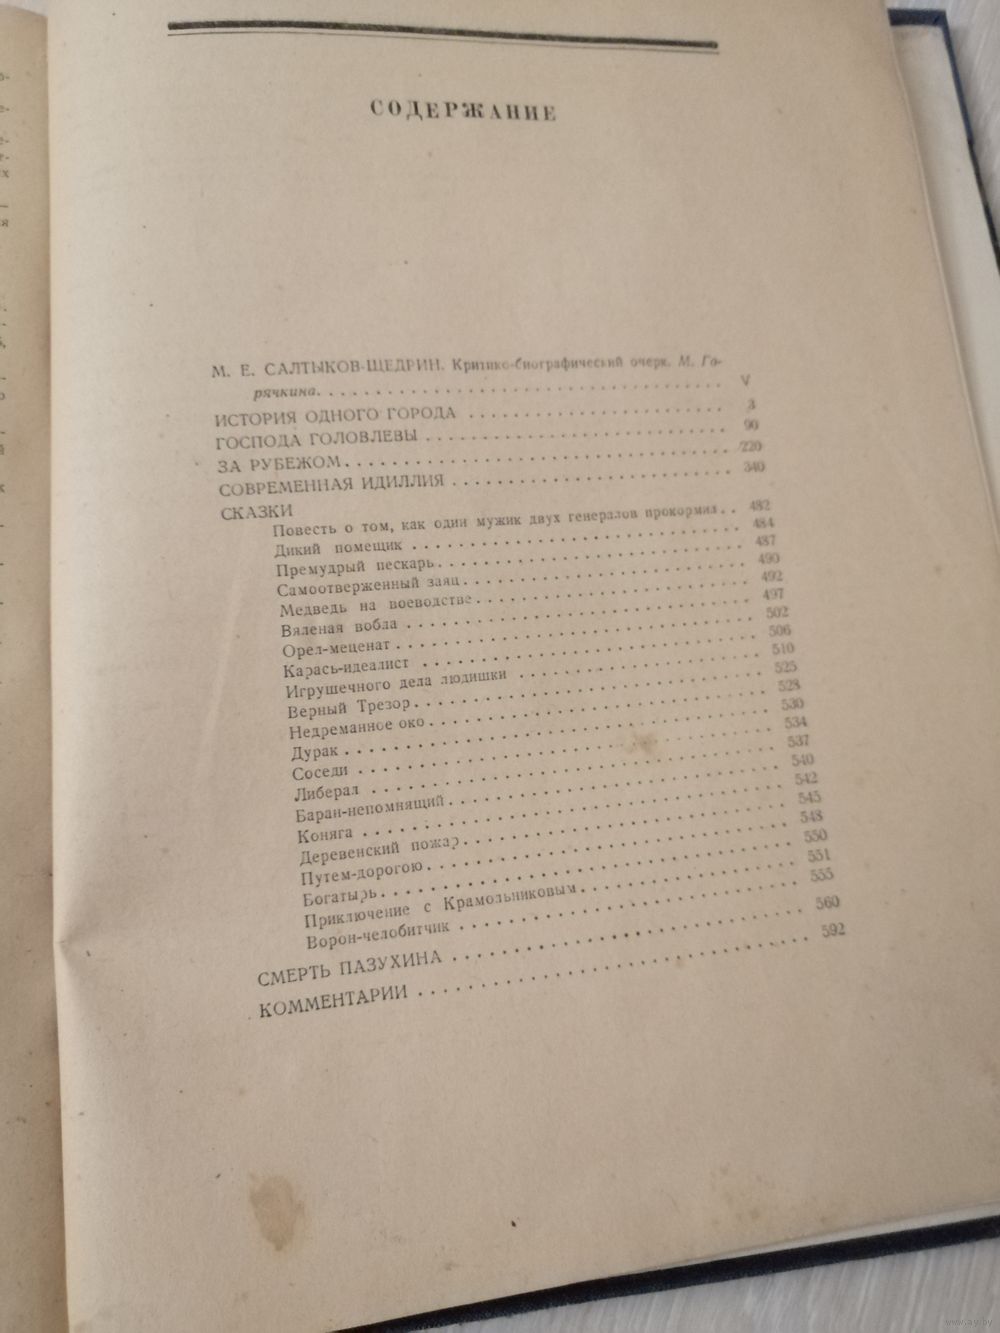 СОДЕРЖАНИЕ
М. Е. САЛТЫКОВ-ЩЕДРИН. Критико-биографический очерк. М. Го-
рячкина. . . . . . . . . . . . . . . . . . . . . . . . . . . . . . . V
ИСТОРИЯ ОДНОГО ГОРОДА . . . . . . . . . . . . . . . . . . . . 3
ГОСПОДА ГОЛОВЛЕВЫ . . . . . . . . . . . . . . . . . . . . . . 90
ЗА РУБЕЖОМ. . . . . . . . . . . . . . . . . . . . . . . . . . . . 220
СОВРЕМЕННАЯ ИДИЛЛИЯ . . . . . . . . . . . . . . . . . . . . 340
СКАЗКИ
Повесть о том, как один мужик двух генералов прокормил. . 482
Дикий помещик . . . . . . . . . . . . . . . . . . . . . . . . 484
Премудрый пескарь. . . . . . . . . . . . . . . . . . . . . . 487
Самоотверженный заяц. . . . . . . . . . . . . . . . . . . . 490
Медведь на воеводстве. . . . . . . . . . . . . . . . . . . . 492
Вяленая вобла . . . . . . . . . . . . . . . . . . . . . . . . 497
Орел-меценат . . . . . . . . . . . . . . . . . . . . . . . . . 502
Карась-идеалист . . . . . . . . . . . . . . . . . . . . . . . 506
Игрушечного дела людишки . . . . . . . . . . . . . . . . . 510
Верный Трезор. . . . . . . . . . . . . . . . . . . . . . . . 525
Недреманное око. . . . . . . . . . . . . . . . . . . . . . . 528
Дурак . . . . . . . . . . . . . . . . . . . . . . . . . . . . 530
Соседи . . . . . . . . . . . . . . . . . . . . . . . . . . . . 534
Либерал . . . . . . . . . . . . . . . . . . . . . . . . . . . 537
Баран-непомнящий. . . . . . . . . . . . . . . . . . . . . . 540
Коняга . . . . . . . . . . . . . . . . . . . . . . . . . . . . 542
Деревенский пожар. . . . . . . . . . . . . . . . . . . . . . 545
Путем-дорогою . . . . . . . . . . . . . . . . . . . . . . . . 548
Богатырь. . . . . . . . . . . . . . . . . . . . . . . . . . . 550
Приключение с Крамольниковым. . . . . . . . . . . . . . . 551
Ворон-челобитчик . . . . . . . . . . . . . . . . . . . . . . 555
СМЕРТЬ ПАЗУХИНА . . . . . . . . . . . . . . . . . . . . . . . 560
КОММЕНТАРИИ . . . . . . . . . . . . . . . . . . . . . . . . . 592
www.ay.by